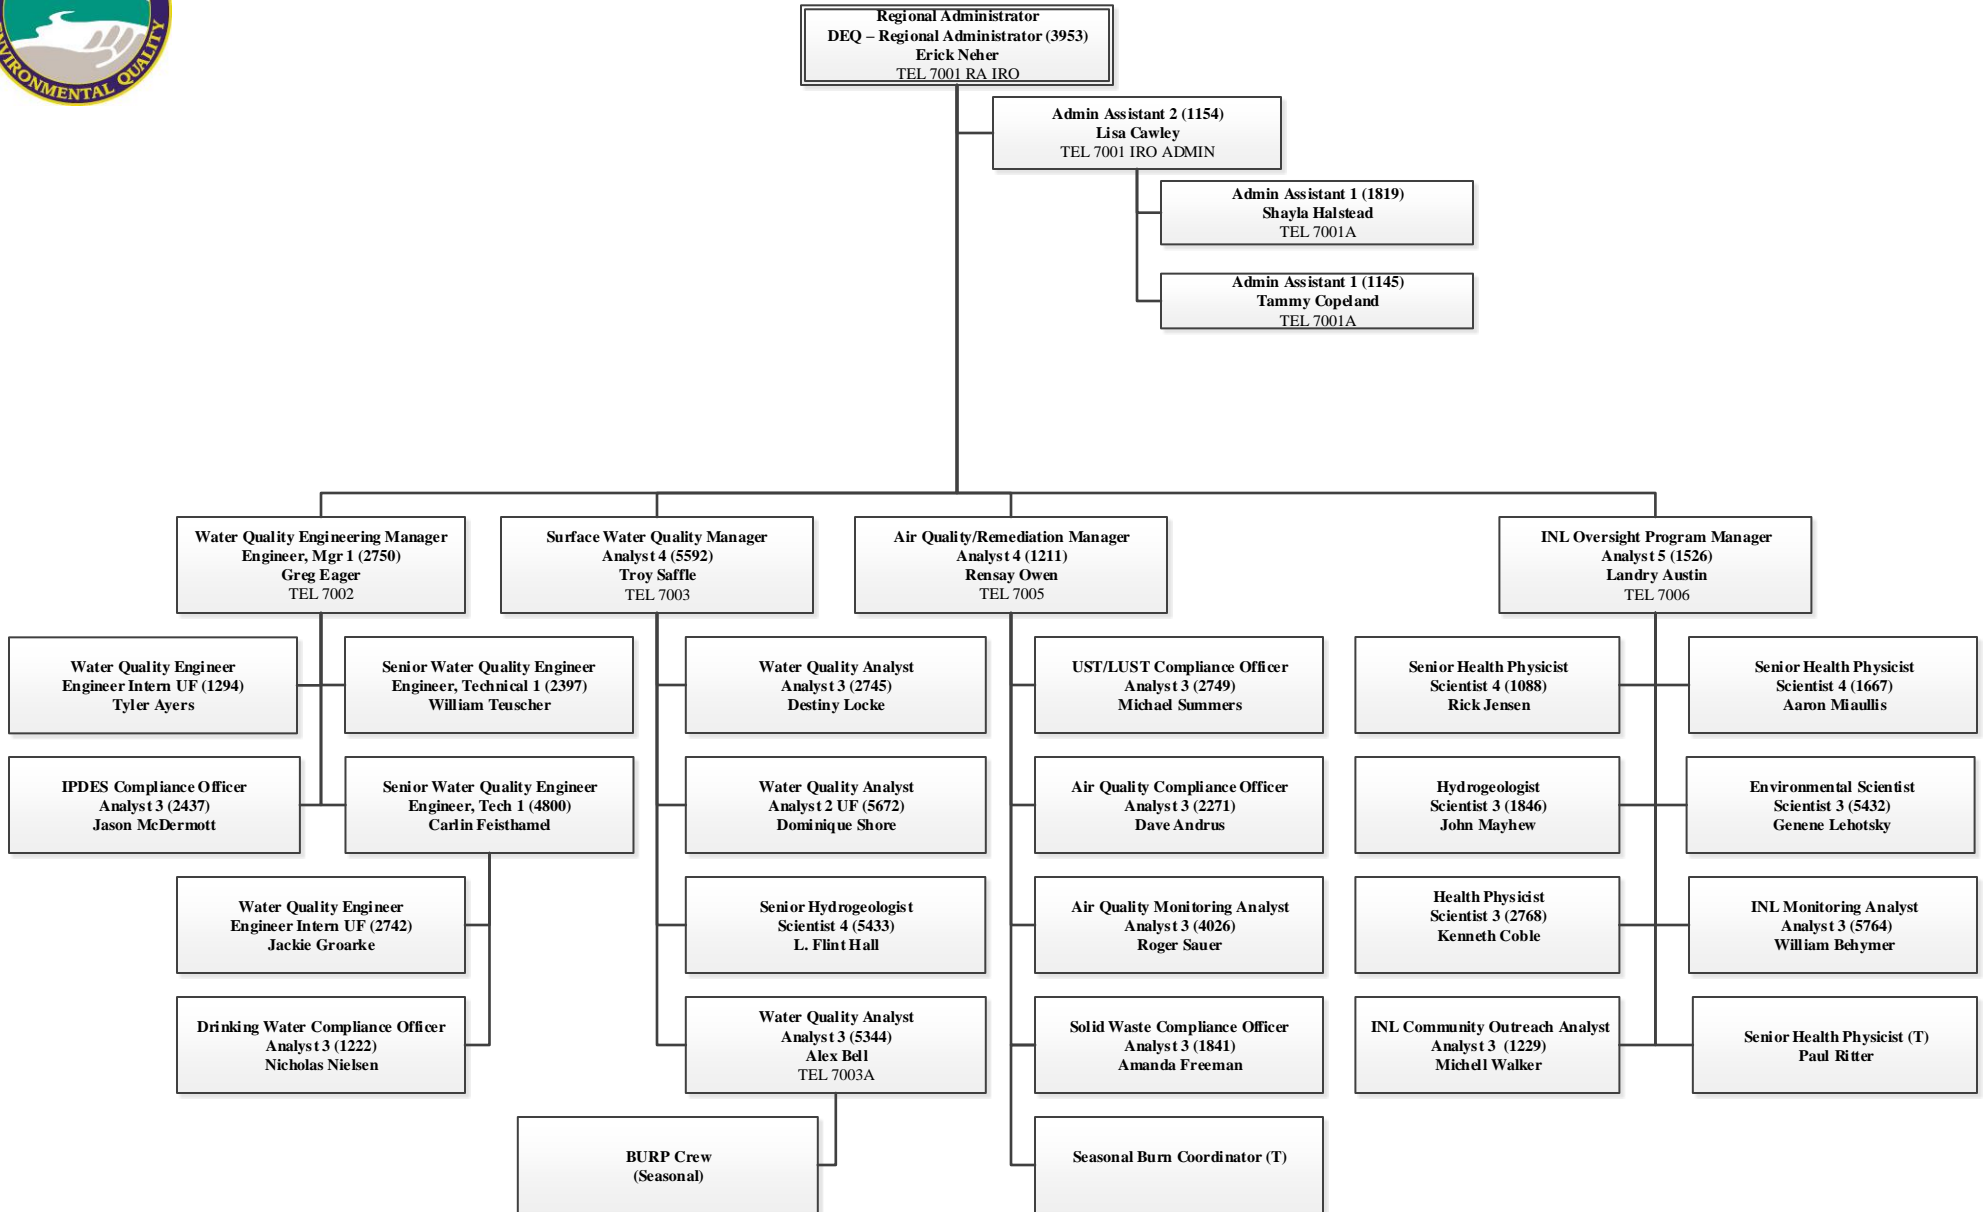 ENVIRONMENTAL QUALITY
Regional Administrator
DEQ – Regional Administrator (3953)
Erick Neher
TEL 7001 RA IRO
Admin Assistant 2 (1154)
Lisa Cawley
TEL 7001 IRO ADMIN
Admin Assistant 1 (1819)
Shayla Halstead
TEL 7001A
Admin Assistant 1 (1145)
Tammy Copeland
TEL 7001A
Water Quality Engineering Manager
Engineer, Mgr 1 (2750)
Greg Eager
TEL 7002
Surface Water Quality Manager
Analyst 4 (5592)
Troy Saffle
TEL 7003
Air Quality/Remediation Manager
Analyst 4 (1211)
Rensay Owen
TEL 7005
INL Oversight Program Manager
Analyst 5 (1526)
Landry Austin
TEL 7006
Water Quality Engineer
Engineer Intern UF (1294)
Tyler Ayers
Senior Water Quality Engineer
Engineer, Technical 1 (2397)
William Teuscher
Water Quality Analyst
Analyst 3 (2745)
Destiny Locke
UST/LUST Compliance Officer
Analyst 3 (2749)
Michael Summers
Senior Health Physicist
Scientist 4 (1088)
Rick Jensen
Senior Health Physicist
Scientist 4 (1667)
Aaron Miaullis
IPDES Compliance Officer
Analyst 3 (2437)
Jason McDermott
Senior Water Quality Engineer
Engineer, Tech 1 (4800)
Carlin Feisthamel
Water Quality Analyst
Analyst 2 UF (5672)
Dominique Shore
Air Quality Compliance Officer
Analyst 3 (2271)
Dave Andrus
Hydrogeologist
Scientist 3 (1846)
John Mayhew
Environmental Scientist
Scientist 3 (5432)
Genene Lehotsky
Water Quality Engineer
Engineer Intern UF (2742)
Jackie Groarke
Senior Hydrogeologist
Scientist 4 (5433)
L. Flint Hall
Air Quality Monitoring Analyst
Analyst 3 (4026)
Roger Sauer
Health Physicist
Scientist 3 (2768)
Kenneth Coble
INL Monitoring Analyst
Analyst 3 (5764)
William Behymer
Drinking Water Compliance Officer
Analyst 3 (1222)
Nicholas Nielsen
Water Quality Analyst
Analyst 3 (5344)
Alex Bell
TEL 7003A
Solid Waste Compliance Officer
Analyst 3 (1841)
Amanda Freeman
INL Community Outreach Analyst
Analyst 3 (1229)
Michell Walker
Senior Health Physicist (T)
Paul Ritter
BURP Crew
(Seasonal)
Seasonal Burn Coordinator (T)